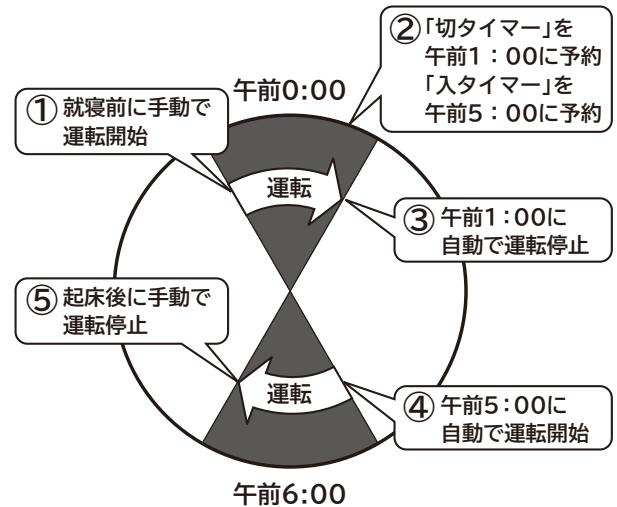 午前0:00
①就寝前に手動で
運転開始
②「切タイマー」を
午前1：00に予約
「入タイマー」を
午前5：00に予約
運転
③午前1：00に
自動で運転停止
④午前5：00に
自動で運転開始
運転
⑤起床後に手動で
運転停止
午前6:00